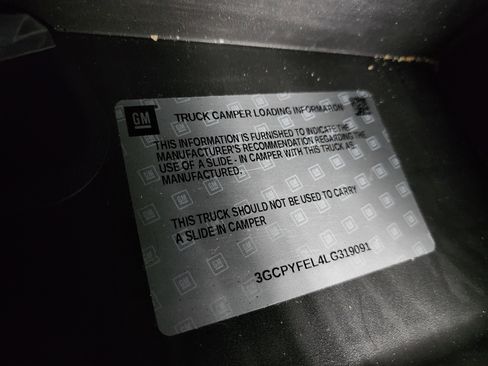 GM
TRUCK CAMPER LOADING INFORMATION
THIS INFORMATION IS FURNISHED TO INDICATE THE
MANUFACTURER'S RECOMMENDATION REGARDING THE
USE OF A SLIDE - IN CAMPER WITH THIS TRUCK AS
MANUFACTURED.
THIS TRUCK SHOULD NOT BE USED TO CARRY
A SLIDE IN CAMPER
3GCPYFEL4LG319091